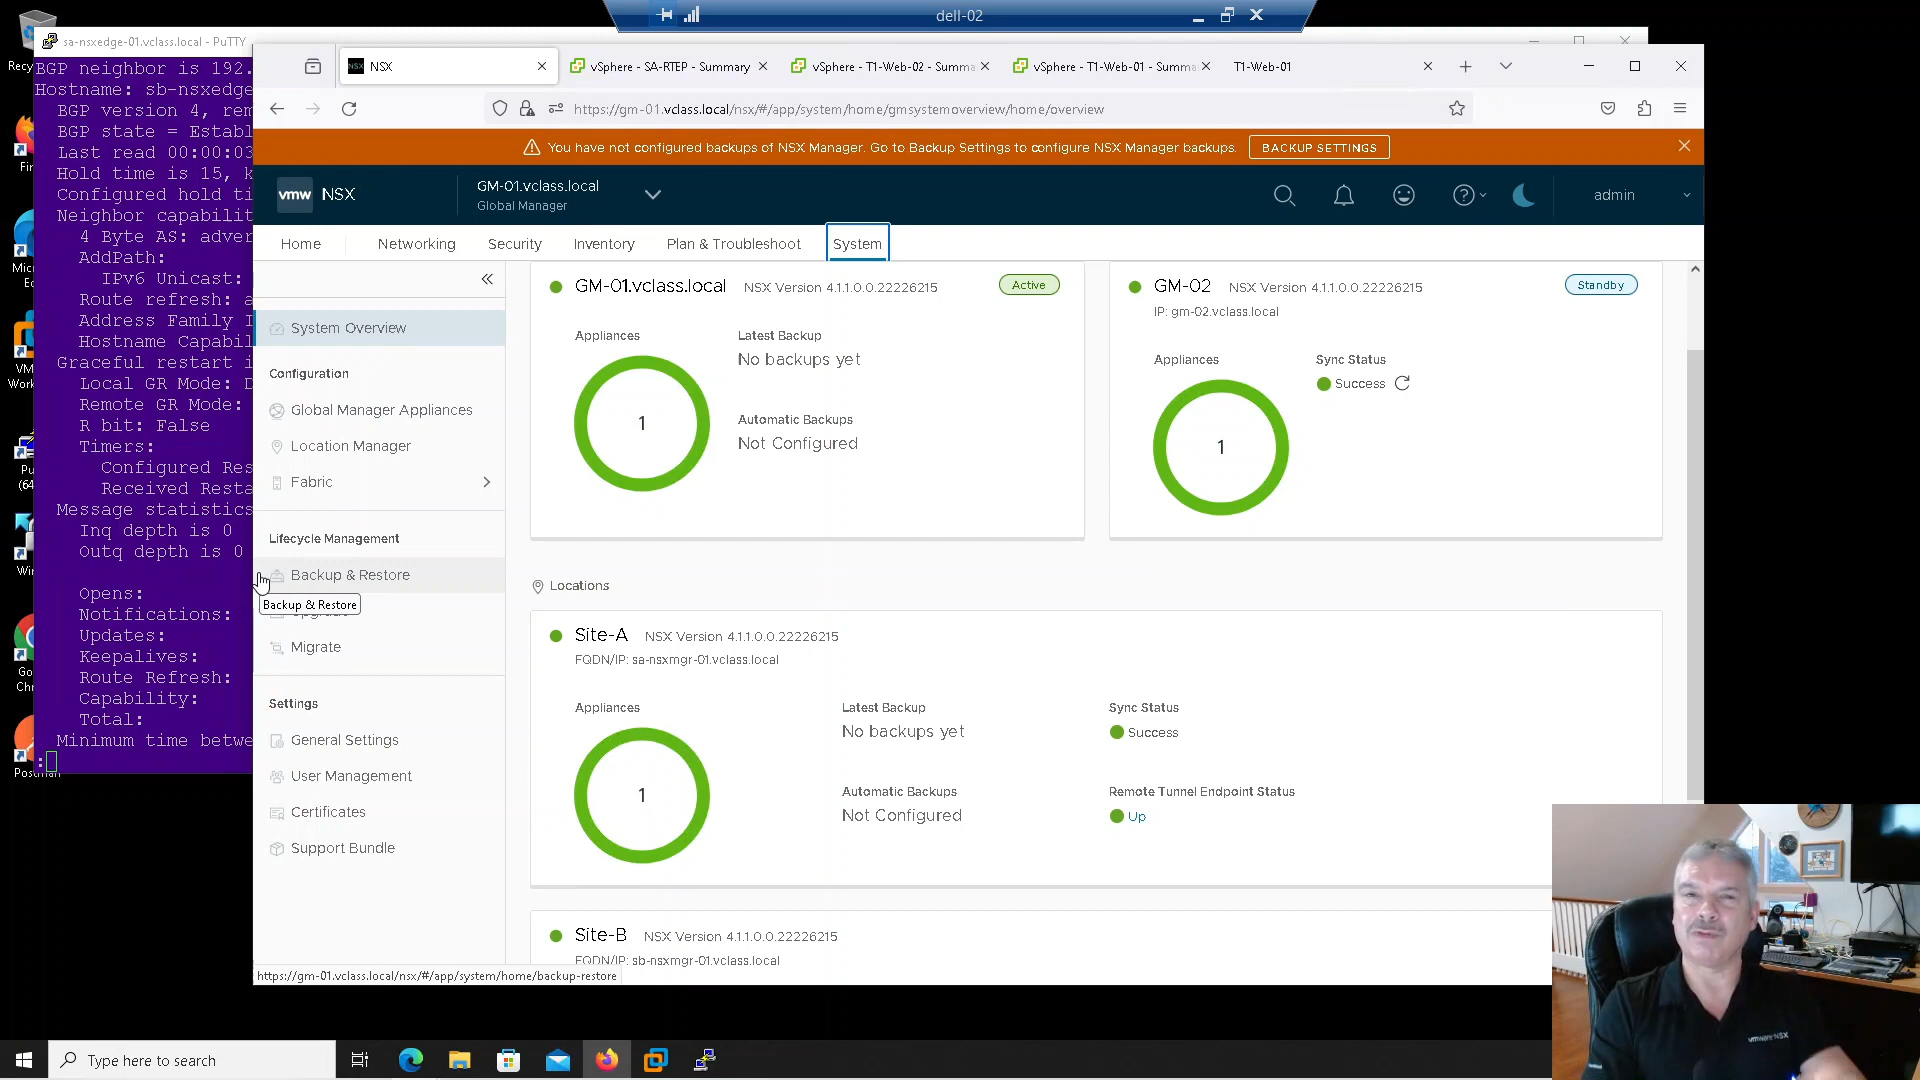 dell-02
sa-nsxedge-01.vclass.local - PuTTY
NSX
vSphere - SA-RTEP - Summary
vSphere - T1-Web-02 - Summa
vSphere - T1-Web-01 - Summa
T1-Web-01
https://gm-01.vclass.local/nsx/#/app/system/home/gmsystemoverview/home/overview
You have not configured backups of NSX Manager. Go to Backup Settings to configure NSX Manager backups.
BACKUP SETTINGS
vmw NSX
GM-01.vclass.local
Global Manager
admin
Home
Networking
Security
Inventory
Plan & Troubleshoot
System
BGP neighbor is 192.
Hostname: sb-nsxedge
BGP version 4, rem
BGP state = Establ
Last read 00:00:03
Hold time is 15, k
Configured hold ti
Neighbor capabilit
4 Byte AS: adver
AddPath:
IPv6 Unicast:
Route refresh: a
Address Family I
Hostname Capabil
Graceful restart i
Local GR Mode: D
Remote GR Mode:
R bit: False
Timers:
Configured Res
Received Resta
Message statistics
Inq depth is 0
Outq depth is 0
Opens:
Notifications:
Updates:
Keepalives:
Route Refresh:
Capability:
Total:
Minimum time betwe
:
System Overview
Configuration
Global Manager Appliances
Location Manager
Fabric
Lifecycle Management
Backup & Restore
Backup & Restore
Migrate
Settings
General Settings
User Management
Certificates
Support Bundle
GM-01.vclass.local NSX Version 4.1.1.0.0.22226215
Active
Appliances
1
Latest Backup
No backups yet
Automatic Backups
Not Configured
GM-02 NSX Version 4.1.1.0.0.22226215
Standby
IP: gm-02.vclass.local
Appliances
1
Sync Status
Success
Locations
Site-A NSX Version 4.1.1.0.0.22226215
FQDN/IP: sa-nsxmgr-01.vclass.local
Appliances
1
Latest Backup
No backups yet
Automatic Backups
Not Configured
Sync Status
Success
Remote Tunnel Endpoint Status
Up
Site-B NSX Version 4.1.1.0.0.22226215
FQDN/IP: sb-nsxmgr-01.vclass.local
https://gm-01.vclass.local/nsx/#/app/system/home/backup-restore
Type here to search
vmware NSX